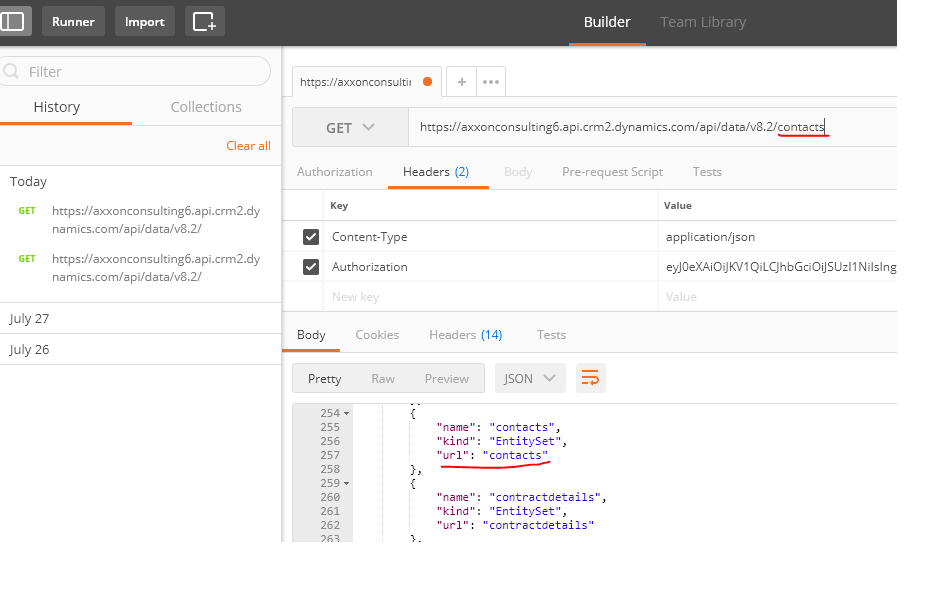 Runner
Import
Builder
Team Library
Filter
History
Collections
Clear all
Today
GET
https://axxonconsulting6.api.crm2.dy
namics.com/api/data/v8.2/
GET
https://axxonconsulting6.api.crm2.dy
namics.com/api/data/v8.2/
July 27
July 26
https://axxonconsultin
+
•••
GET
https://axxonconsulting6.api.crm2.dynamics.com/api/data/v8.2/contacts
Authorization
Headers (2)
Body
Pre-request Script
Tests
Key
Value
Content-Type
application/json
Authorization
eyJ0eXAiOiJKV1QiLCJhbGciOiJSUzI1NiIsIng
New key
Value
Body
Cookies
Headers (14)
Tests
Pretty
Raw
Preview
JSON
254 {
255 "name": "contacts",
256 "kind": "EntitySet",
257 "url": "contacts"
258 },
259 {
260 "name": "contractdetails",
261 "kind": "EntitySet",
262 "url": "contractdetails"
263 },